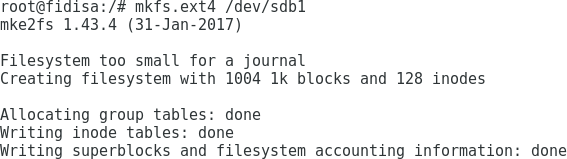 root@fidisa:/# mkfs.ext4 /dev/sdb1
mke2fs 1.43.4 (31-Jan-2017)
Filesystem too small for a journal
Creating filesystem with 1004 1k blocks and 128 inodes
Allocating group tables: done
Writing inode tables: done
Writing superblocks and filesystem accounting information: done